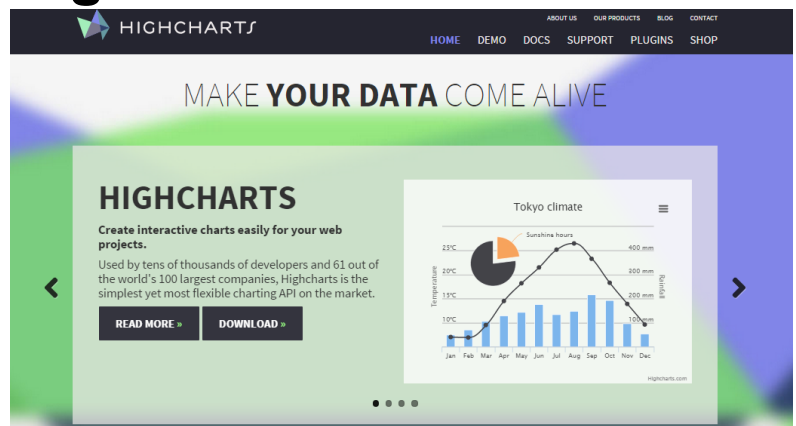 HIGHCHARTS
ABOUT US OUR PRODUCTS BLOG CONTACT
HOME DEMO DOCS SUPPORT PLUGINS SHOP
MAKE YOUR DATA COME ALIVE
HIGHCHARTS
Create interactive charts easily for your web
projects.
Used by tens of thousands of developers and 61 out of
the world's 100 largest companies, Highcharts is the
simplest yet most flexible charting API on the market.
READ MORE » DOWNLOAD »
Tokyo climate
Sunshine hours
25°C 400 mm
20°C 300 mm
15°C 200 mm
10°C 100 mm
Temperature
Rainfall
Jan Feb Mar Apr May Jun Jul Aug Sep Oct Nov Dec
Highcharts.com